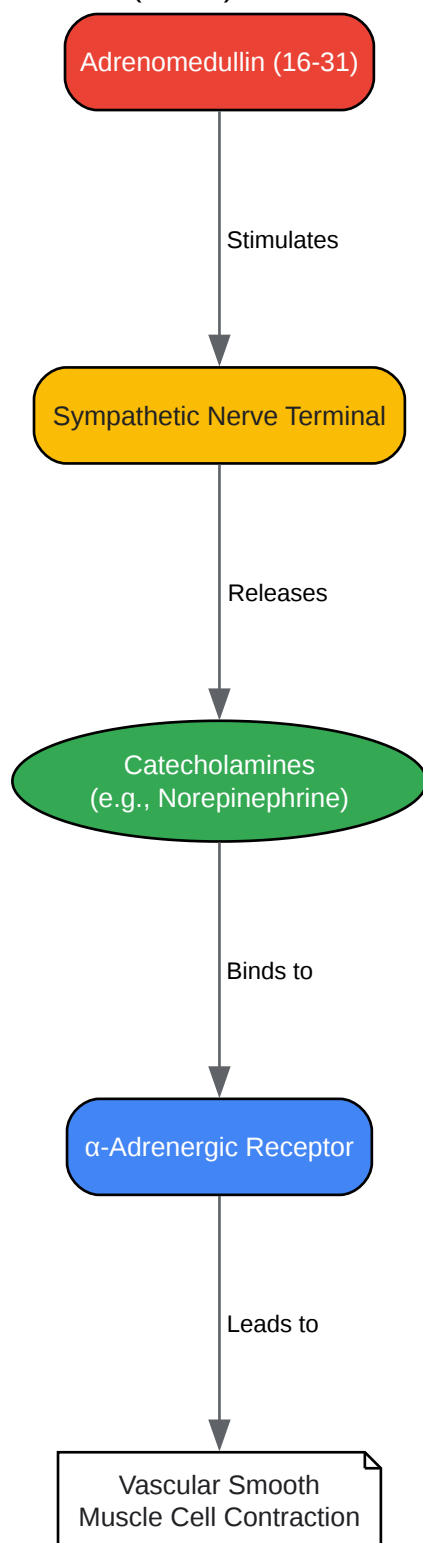 Adrenomedullin (16-31)
Stimulates
Sympathetic Nerve Terminal
Releases
Catecholamines
(e.g., Norepinephrine)
Binds to
α-Adrenergic Receptor
Leads to
Vascular Smooth
Muscle Cell Contraction